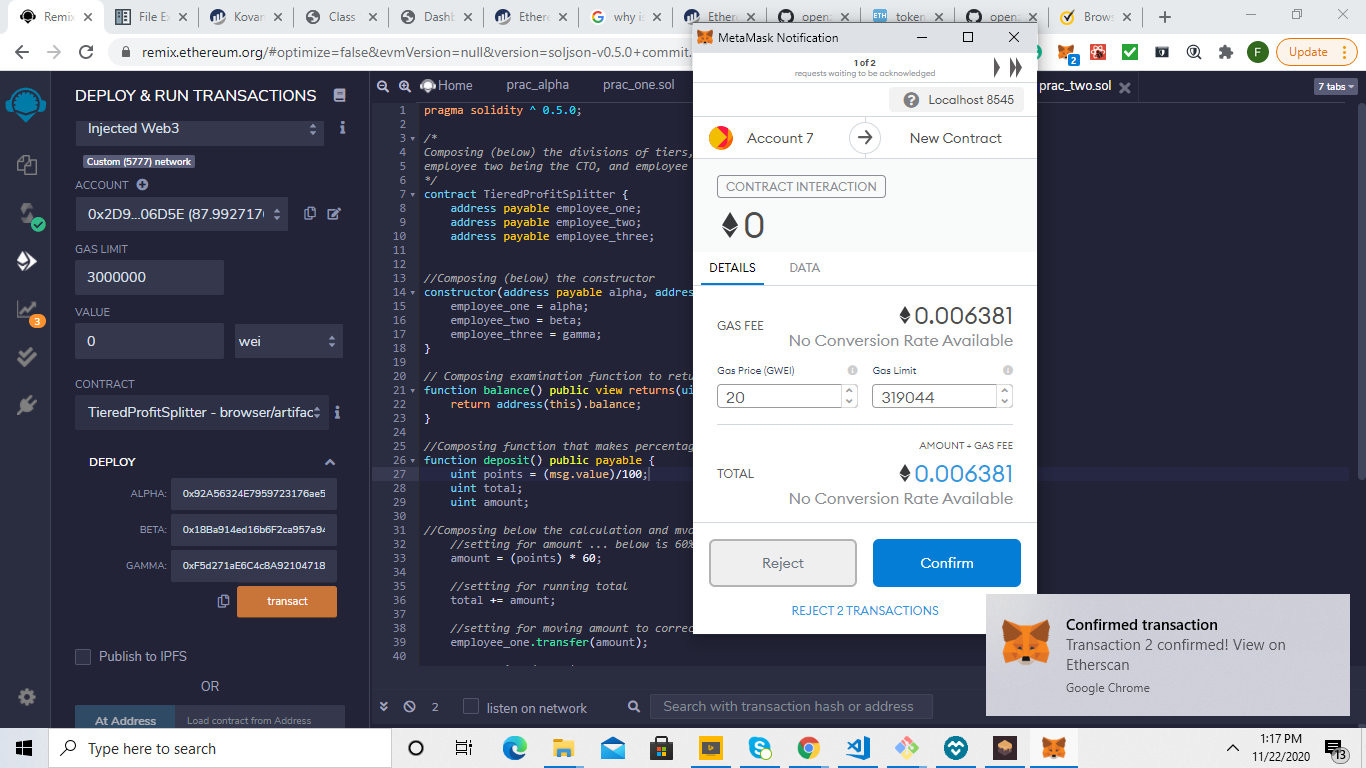 Remix
File Ex
Kovan
Class
Dashb
Ethere
why is
Ethere
open:
token
open:
Brows
remix.ethereum.org/#optimize=false&evmVersion=null&version=soljson-v0.5.0+commit.
2
F
Update
DEPLOY & RUN TRANSACTIONS
Injected Web3
Custom (5777) network
ACCOUNT
0x2D9...06D5E (87.992717
GAS LIMIT
3000000
VALUE
0
wei
CONTRACT
TieredProfitSplitter - browser/artifac
DEPLOY
ALPHA:
0x92A56324E7959723176ae5
BETA:
0x18Ba914ed16b6F2ca957a94
GAMMA:
0xF5d271aE6C4c8A92104718
transact
Publish to IPFS
OR
At Address
Load contract from Address
3
Home
prac_alpha
prac_one.sol
prac_two.sol
7 tabs
1 pragma solidity ^ 0.5.0;
2
3 /*
4 Composing (below) the divisions of tiers,
5 employee two being the CTO, and employee
6 */
7 contract TieredProfitSplitter {
8 address payable employee_one;
9 address payable employee_two;
10 address payable employee_three;
11
12
13 //Composing (below) the constructor
14 constructor(address payable alpha, addres
15 employee_one = alpha;
16 employee_two = beta;
17 employee_three = gamma;
18 }
19
20 // Composing examination function to retu
21 function balance() public view returns(ui
22 return address(this).balance;
23 }
24
25 //Composing function that makes percentag
26 function deposit() public payable {
27 uint points = (msg.value)/100;
28 uint total;
29 uint amount;
30
31 //Composing below the calculation and mvo
32 //setting for amount ... below is 60%
33 amount = (points) * 60;
34
35 //setting for running total
36 total += amount;
37
38 //setting for moving amount to correc
39 employee_one.transfer(amount);
40
2
listen on network
Search with transaction hash or address
MetaMask Notification
1 of 2
requests waiting to be acknowledged
Localhost 8545
Account 7
New Contract
CONTRACT INTERACTION
0
DETAILS
DATA
GAS FEE
0.006381
No Conversion Rate Available
Gas Price (GWEI)
Gas Limit
20
319044
AMOUNT + GAS FEE
TOTAL
0.006381
No Conversion Rate Available
Reject
Confirm
REJECT 2 TRANSACTIONS
Confirmed transaction
Transaction 2 confirmed! View on
Etherscan
Google Chrome
Type here to search
1:17 PM
11/22/2020
13